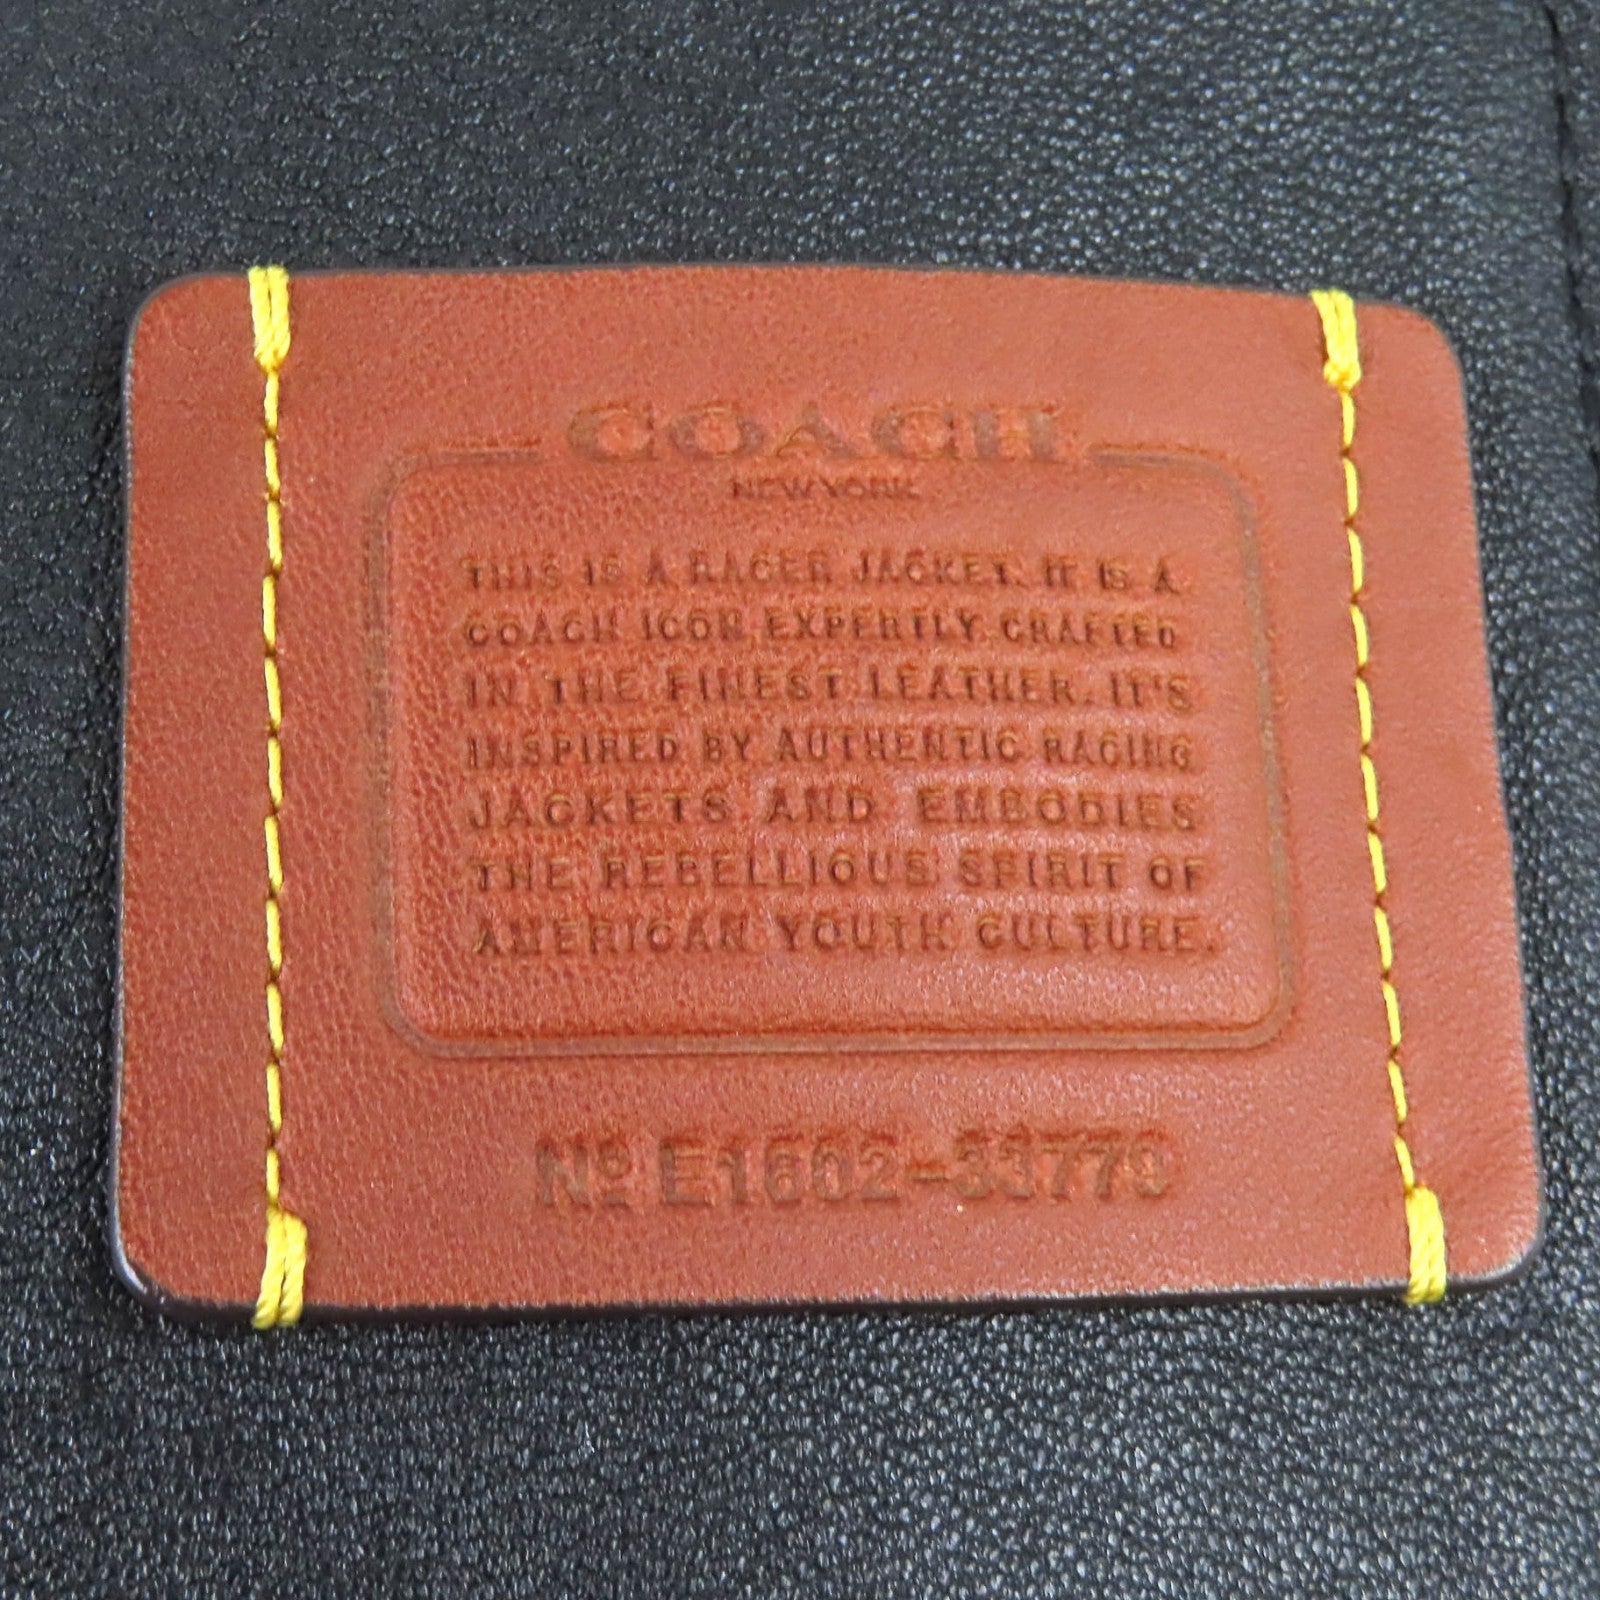 COACH
NEW YORK
THIS IS A RACER JACKET. IT IS A
COACH ICON EXPERTLY CRAFTED
IN THE FINEST LEATHER. IT'S
INSPIRED BY AUTHENTIC RACING
JACKETS AND EMBODIES
THE REBELLIOUS SPIRIT OF
AMERICAN YOUTH CULTURE.
Nº E1602-33779